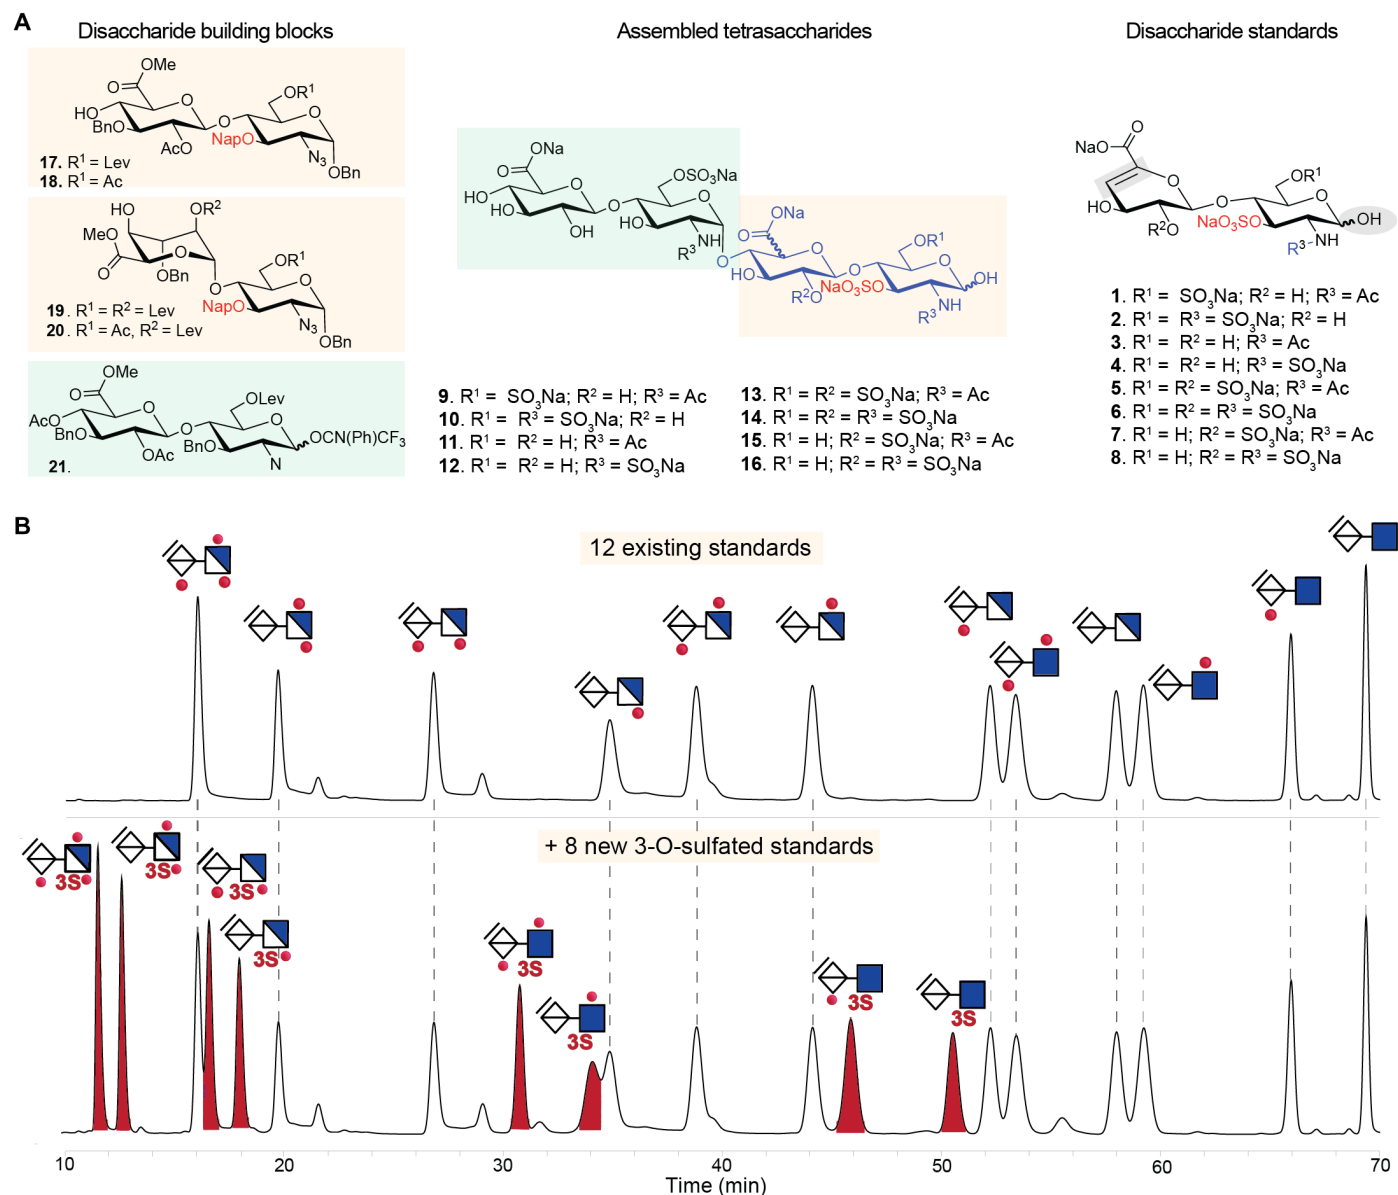 A
Disaccharide building blocks
Assembled tetrasaccharides
Disaccharide standards
OMe
O
O
OR¹
HO
BnO
O
O
NapO
AcO
N₃
OBn
17. R¹ = Lev
18. R¹ = Ac
HO
OR²
OMe
O
O
OBn
OR¹
O
O
NapO
N₃
OBn
19. R¹ = R² = Lev
20. R¹ = Ac, R² = Lev
OMe
O
O
OLev
AcO
BnO
O
O
OAc
BnO
OCN(Ph)CF₃
N
21.
ONa
O
O
OSO₃Na
HO
HO
O
O
OH
HO
NH
R³
ONa
O
O
O
OR¹
HO
R²O
O
O
OH
NaO₃SO
NH
R³
9. R¹ = SO₃Na; R² = H; R³ = Ac
10. R¹ = R³ = SO₃Na; R² = H
11. R¹ = R² = H; R³ = Ac
12. R¹ = R² = H; R³ = SO₃Na
13. R¹ = R² = SO₃Na; R³ = Ac
14. R¹ = R² = R³ = SO₃Na
15. R¹ = H; R² = SO₃Na; R³ = Ac
16. R¹ = H; R² = R³ = SO₃Na
O
NaO
O
OR¹
HO
R²O
O
O
OH
NaO₃SO
R³-NH
1. R¹ = SO₃Na; R² = H; R³ = Ac
2. R¹ = R³ = SO₃Na; R² = H
3. R¹ = R² = H; R³ = Ac
4. R¹ = R² = H; R³ = SO₃Na
5. R¹ = R² = SO₃Na; R³ = Ac
6. R¹ = R² = R³ = SO₃Na
7. R¹ = H; R² = SO₃Na; R³ = Ac
8. R¹ = H; R² = R³ = SO₃Na
B
12 existing standards
+ 8 new 3-O-sulfated standards
3S
3S
3S
3S
3S
3S
3S
3S
10 20 30 40 50 60 70
Time (min)